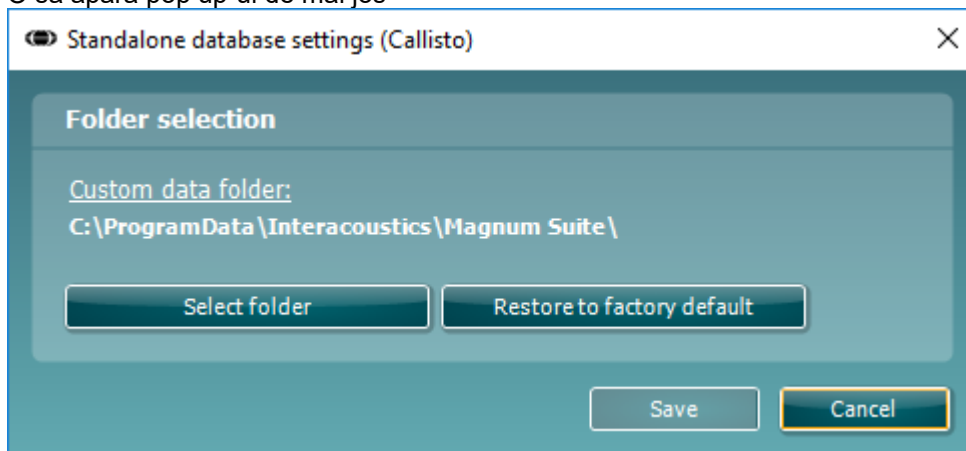 O sa apara pop up-ul de mai jos
Standalone database settings (Callisto)
Folder selection
Custom data folder:
C:\ProgramData\Interacoustics\Magnum Suite\
Select folder
Restore to factory default
Save
Cancel